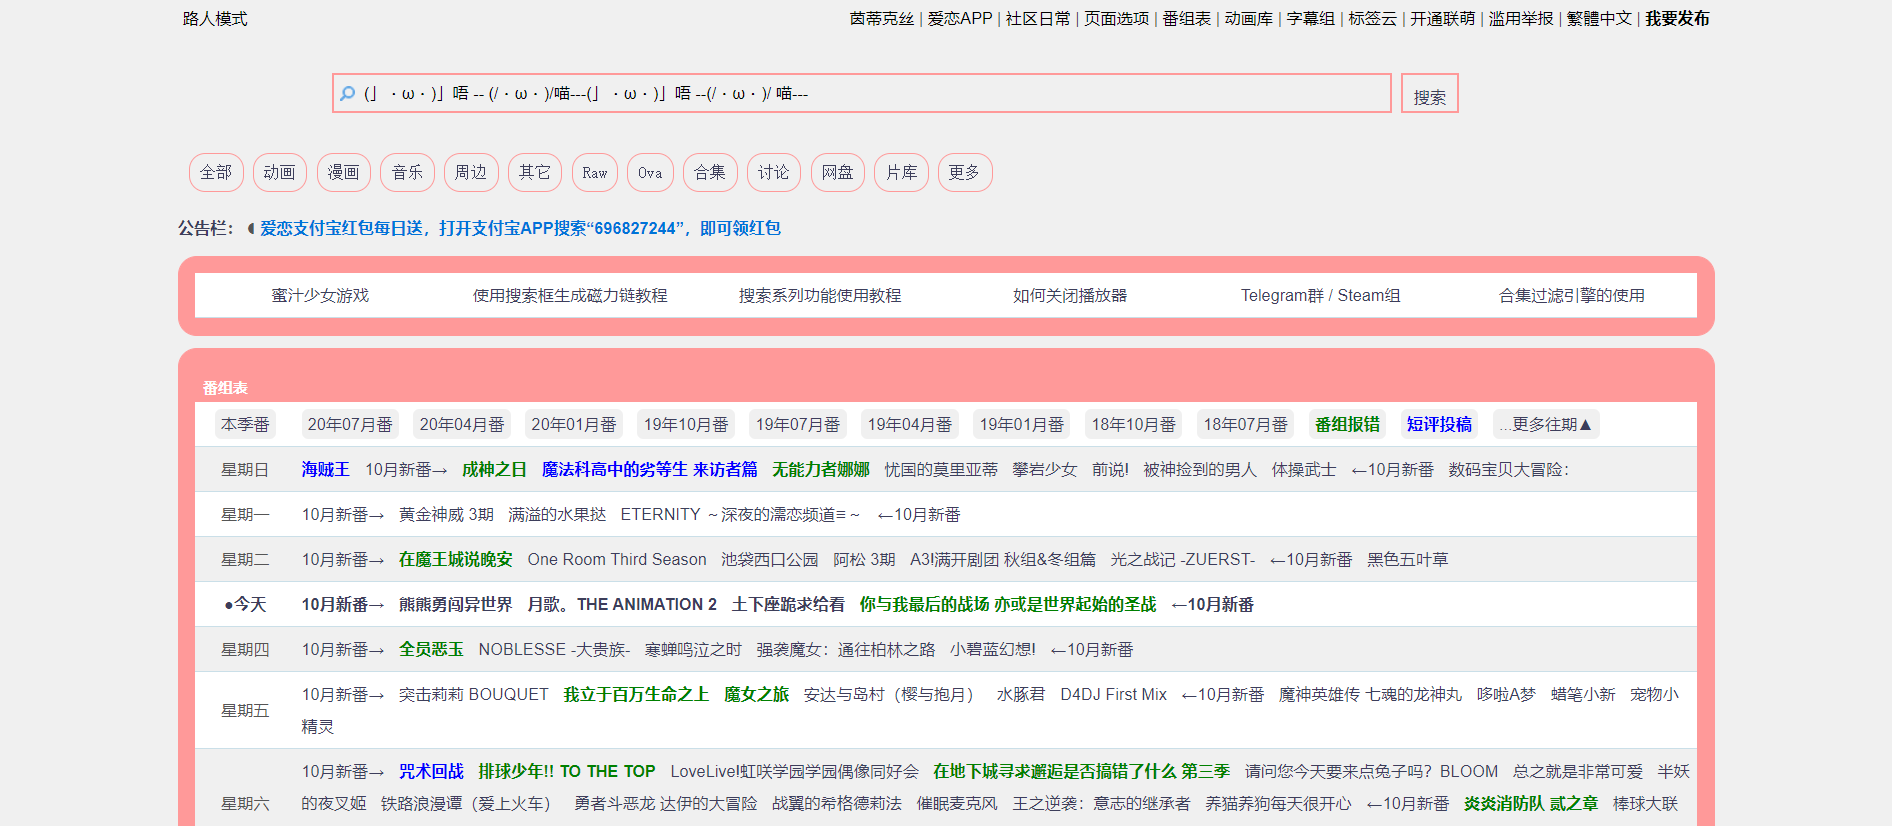 路人模式
茵蒂克丝 | 爱恋APP | 社区日常 | 页面选项 | 番组表 | 动画库 | 字幕组 | 标签云 | 开通联萌 | 滥用举报 | 繁體中文 | 我要发布
(」・ω・)」唔 -- (/・ω・)/喵---(」・ω・)」唔 --(/・ω・)/ 喵---
搜索
全部 动画 漫画 音乐 周边 其它 Raw Ova 合集 讨论 网盘 片库 更多
公告栏： ◖爱恋支付宝红包每日送，打开支付宝APP搜索“696827244”，即可领红包
蜜汁少女游戏 使用搜索框生成磁力链教程 搜索系列功能使用教程 如何关闭播放器 Telegram群 / Steam组 合集过滤引擎的使用
番组表
本季番 20年07月番 20年04月番 20年01月番 19年10月番 19年07月番 19年04月番 19年01月番 18年10月番 18年07月番 番组报错 短评投稿 ...更多往期▲
星期日 海贼王 10月新番→ 成神之日 魔法科高中的劣等生 来访者篇 无能力者娜娜 忧国的莫里亚蒂 攀岩少女 前说! 被神捡到的男人 体操武士 ←10月新番 数码宝贝大冒险：
星期一 10月新番→ 黄金神威 3期 满溢的水果挞 ETERNITY ～深夜的濡恋频道≡～ ←10月新番
星期二 10月新番→ 在魔王城说晚安 One Room Third Season 池袋西口公园 阿松 3期 A3!满开剧团 秋组&冬组篇 光之战记 -ZUERST- ←10月新番 黑色五叶草
●今天 10月新番→ 熊熊勇闯异世界 月歌。THE ANIMATION 2 土下座跪求给看 你与我最后的战场 亦或是世界起始的圣战 ←10月新番
星期四 10月新番→ 全员恶玉 NOBLESSE -大贵族- 寒蝉鸣泣之时 强袭魔女：通往柏林之路 小碧蓝幻想! ←10月新番
星期五 10月新番→ 突击莉莉 BOUQUET 我立于百万生命之上 魔女之旅 安达与岛村（樱与抱月） 水豚君 D4DJ First Mix ←10月新番 魔神英雄传 七魂的龙神丸 哆啦A梦 蜡笔小新 宠物小
精灵
10月新番→ 咒术回战 排球少年!! TO THE TOP LoveLive!虹咲学园学园偶像同好会 在地下城寻求邂逅是否搞错了什么 第三季 请问您今天要来点兔子吗？BLOOM 总之就是非常可爱 半妖
星期六 的夜叉姬 铁路浪漫谭（爱上火车） 勇者斗恶龙 达伊的大冒险 战翼的希格德莉法 催眠麦克风 王之逆袭：意志的继承者 养猫养狗每天很开心 ←10月新番 炎炎消防队 贰之章 棒球大联